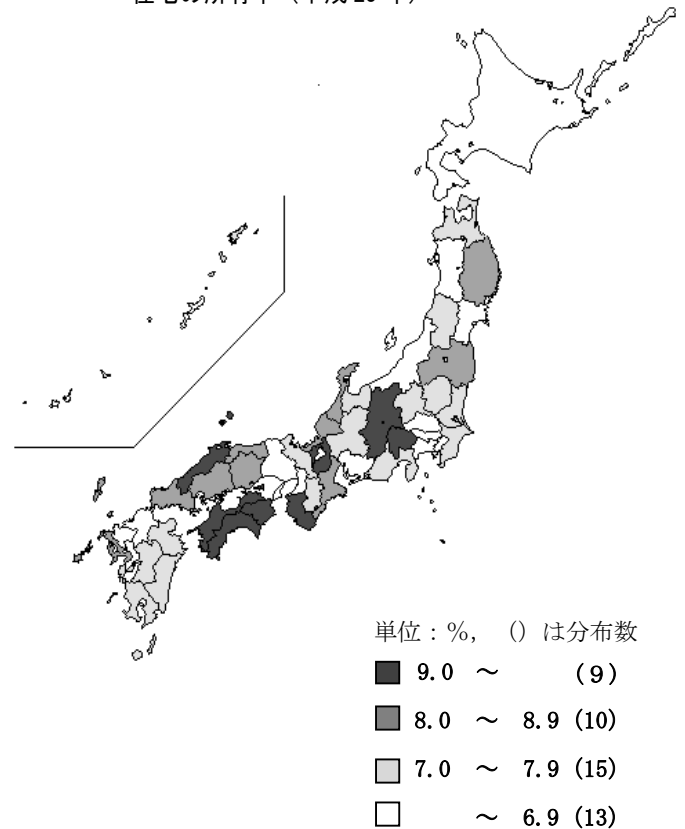 単位：%，（）は分布数
9.0 ～ (9)
8.0 ～ 8.9 (10)
7.0 ～ 7.9 (15)
～ 6.9 (13)